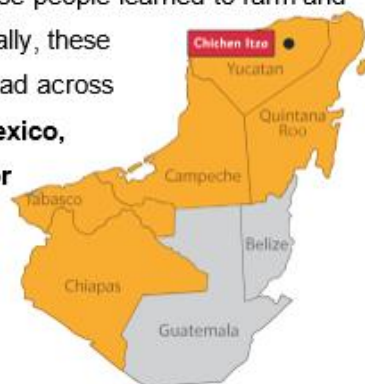 se people learned to farm and
ally, these
ad across
exico,
or
Chichen Itza
Yucatan
Quintana
Roo
Campeche
Tabasco
Belize
Chiapas
Guatemala